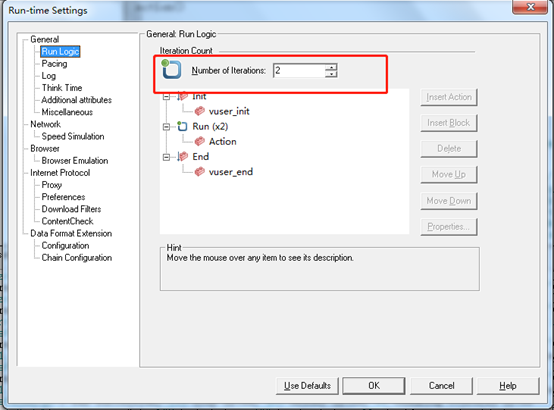 Run-time Settings
General
Run Logic
Pacing
Log
Think Time
Additional attributes
Miscellaneous
Network
Speed Simulation
Browser
Browser Emulation
Internet Protocol
Proxy
Preferences
Download Filters
ContentCheck
Data Format Extension
Configuration
Chain Configuration
General: Run Logic
Iteration Count
Number of Iterations: 2
Init
vuser_init
Run (x2)
Action
End
vuser_end
Insert Action
Insert Block
Delete
Move Up
Move Down
Properties...
Hint
Move the mouse over any item to see its description.
Use Defaults
OK
Cancel
Help